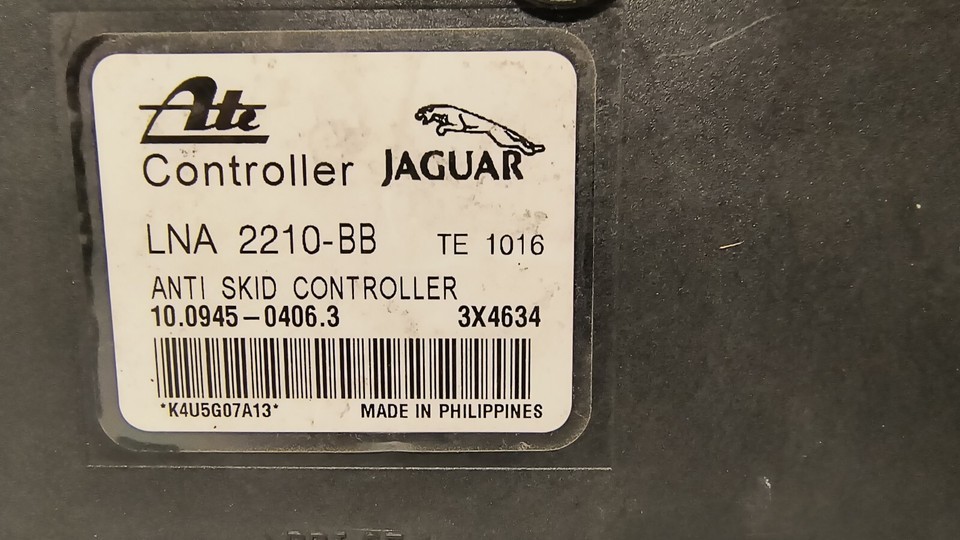 Ate
Controller JAGUAR
LNA 2210-BB TE 1016
ANTI SKID CONTROLLER
10.0945-0406.3 3X4634
*K4U5G07A13* MADE IN PHILIPPINES